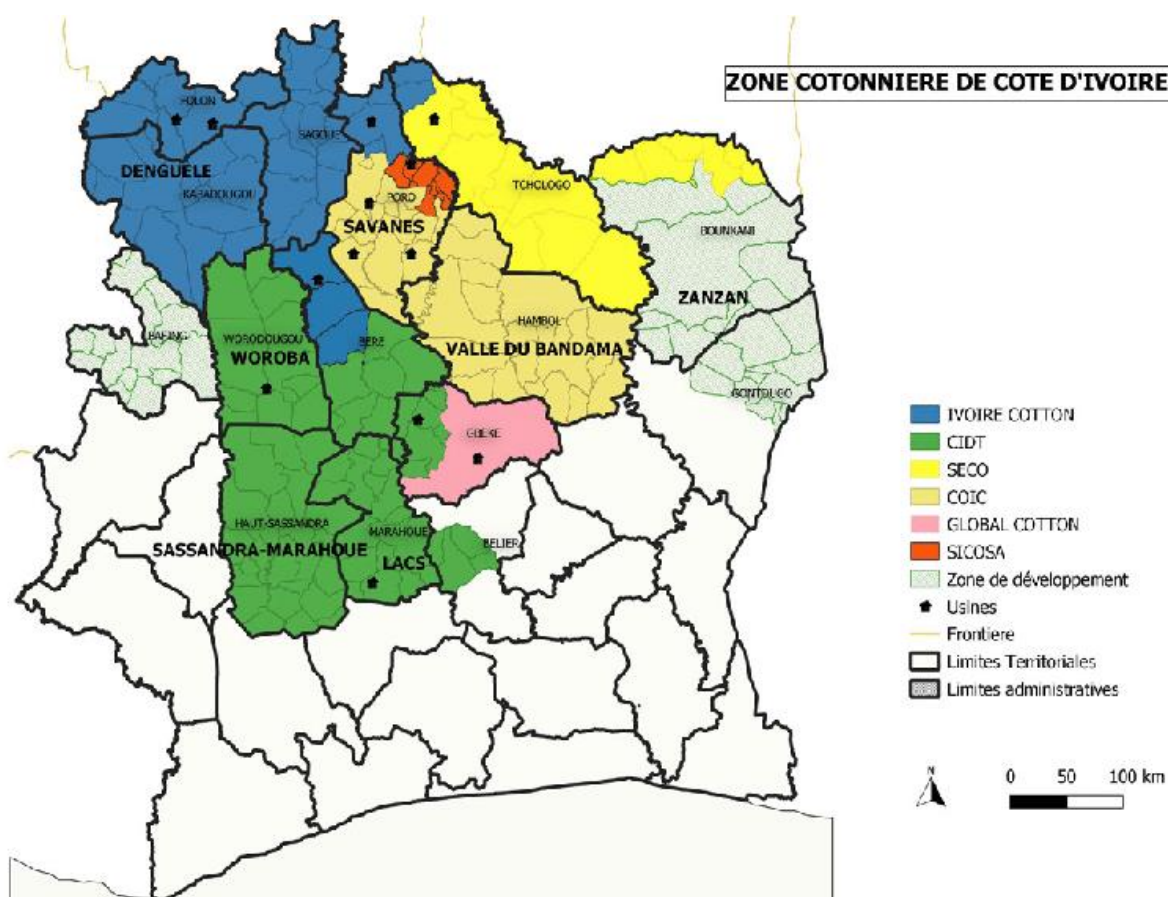 ZONE COTONNIERE DE COTE D'IVOIRE
FOLON
BAGOUE
DENGUELE
KABADOUGOU
TCHOLOGO
PORO
SAVANES
BOUNKANI
ZANZAN
HAMBOL
BAFING
WORODOUGOU
BERE
WOROBA
VALLE DU BANDAMA
GONTOUGO
GBEKE
HAUT-SASSANDRA
MARAHOUE
BELIER
SASSANDRA-MARAHOUE
LACS
IVOIRE COTTON
CIDT
SECO
COIC
GLOBAL COTTON
SICOSA
Zone de développement
Usines
Frontiere
Limites Territoriales
Limites administratives
N
0 50 100 km